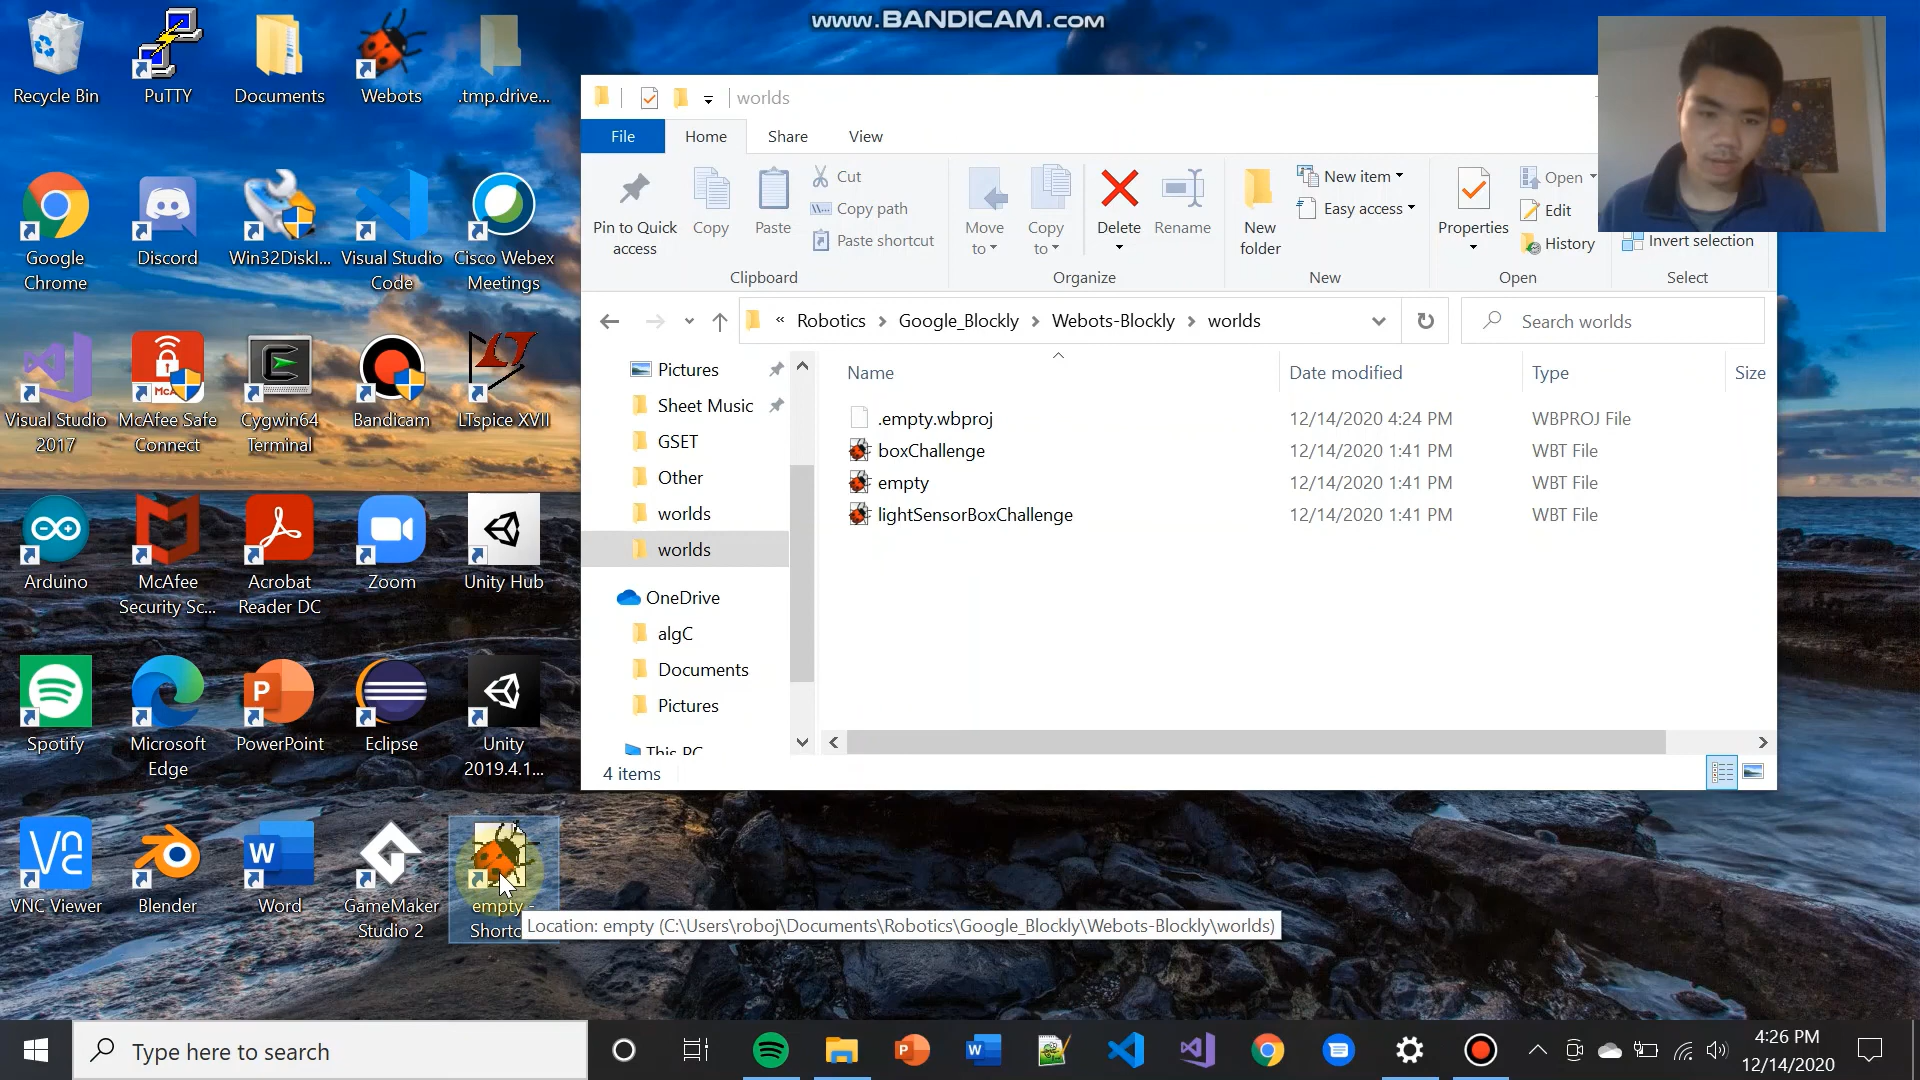 www.BANDICAM.com
Recycle Bin
PuTTY
Documents
Webots
.tmp.drive...
Google
Chrome
Discord
Win32DiskI...
Visual Studio
Code
Cisco Webex
Meetings
Visual Studio
2017
McAfee Safe
Connect
Cygwin64
Terminal
Bandicam
LTspice XVII
Arduino
McAfee
Security Sc...
Acrobat
Reader DC
Zoom
Unity Hub
Spotify
Microsoft
Edge
PowerPoint
Eclipse
Unity
2019.4.1...
VNC Viewer
Blender
Word
GameMaker
Studio 2
empty -
Shortc
Location: empty (C:\Users\roboj\Documents\Robotics\Google_Blockly\Webots-Blockly\worlds)
worlds
File
Home
Share
View
Pin to Quick
access
Copy
Paste
Cut
Copy path
Paste shortcut
Clipboard
Move
to
Copy
to
Delete
Rename
Organize
New
folder
New item
Easy access
New
Properties
Open
Edit
History
Open
Invert selection
Select
« Robotics > Google_Blockly > Webots-Blockly > worlds
Search worlds
Pictures
Sheet Music
GSET
Other
worlds
worlds
OneDrive
algC
Documents
Pictures
This PC
Name Date modified Type Size
.empty.wbproj 12/14/2020 4:24 PM WBPROJ File
boxChallenge 12/14/2020 1:41 PM WBT File
empty 12/14/2020 1:41 PM WBT File
lightSensorBoxChallenge 12/14/2020 1:41 PM WBT File
4 items
Type here to search
4:26 PM
12/14/2020